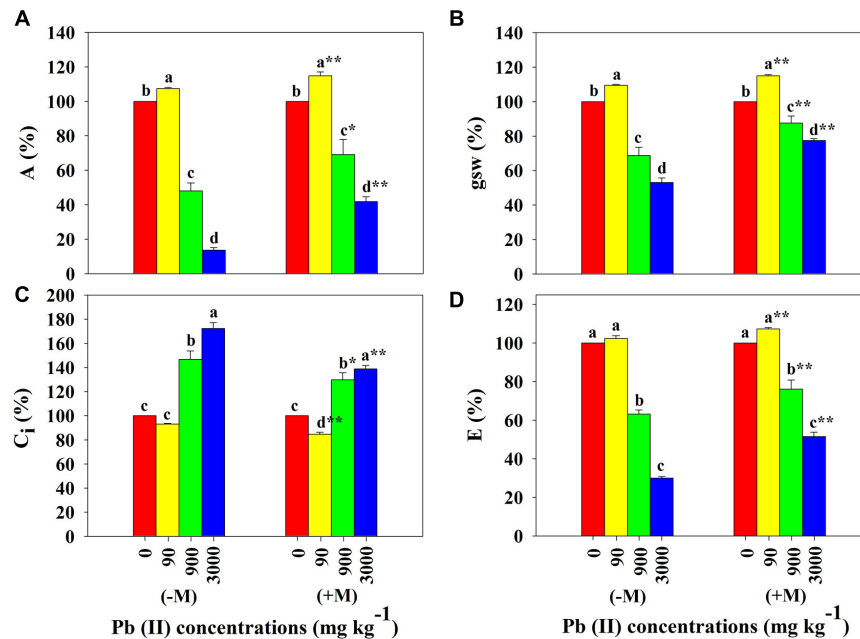 A
140
120
100
80
60
40
20
0
A (%)
b
a
c
d
b
a**
c*
d**
B
140
120
100
80
60
40
20
0
gsw (%)
b
a
c
d
b
a**
c**
d**
C
200
180
160
140
120
100
80
60
40
20
0
Ci (%)
c
c
b
a
c
d**
b*
a**
D
120
100
80
60
40
20
0
E (%)
a
a
b
c
a
a**
b**
c**
0 90 900 3000 0 90 900 3000
(-M) (+M)
Pb (II) concentrations (mg kg-1)
0 90 900 3000 0 90 900 3000
(-M) (+M)
Pb (II) concentrations (mg kg-1)